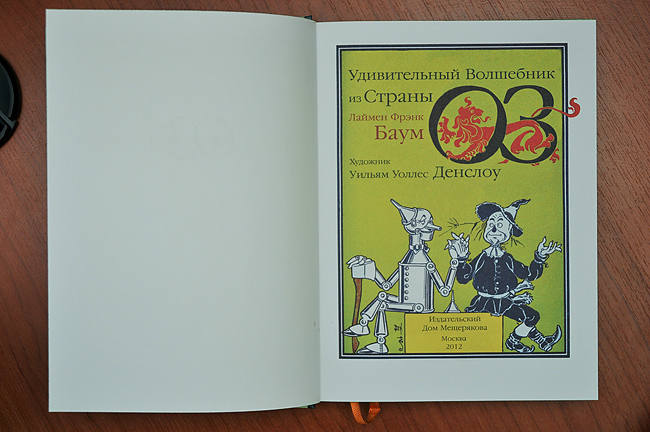 Удивительный Волшебник
из Страны ОЗ
Лаймен Фрэнк
Баум
Художник
Уильям Уоллес Денслоу
Издательский
Дом Мещерякова
Москва
2012